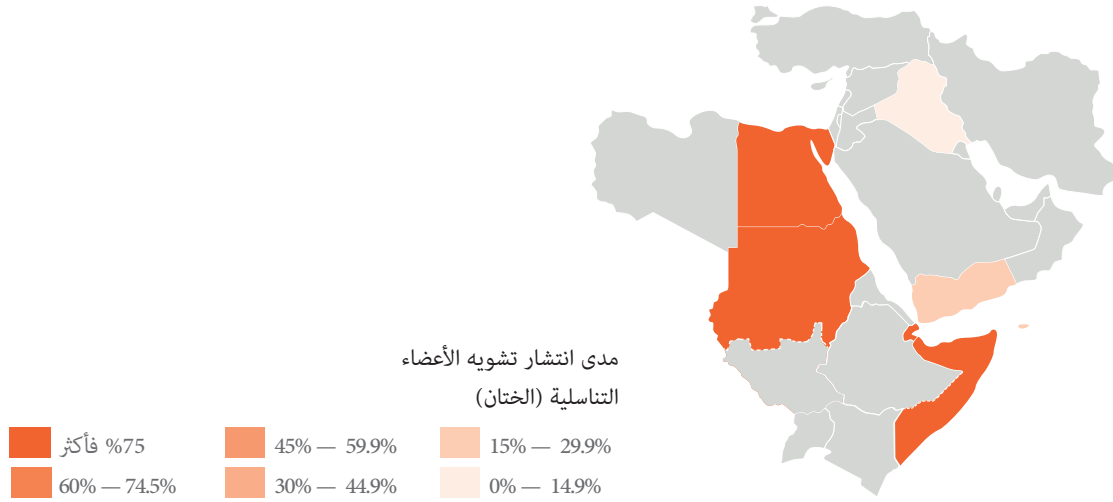 مدى انتشار تشويه الأعضاء
التناسلية (الختان)
%75 فأكثر
45% — 59.9%
15% — 29.9%
60% — 74.5%
30% — 44.9%
0% — 14.9%